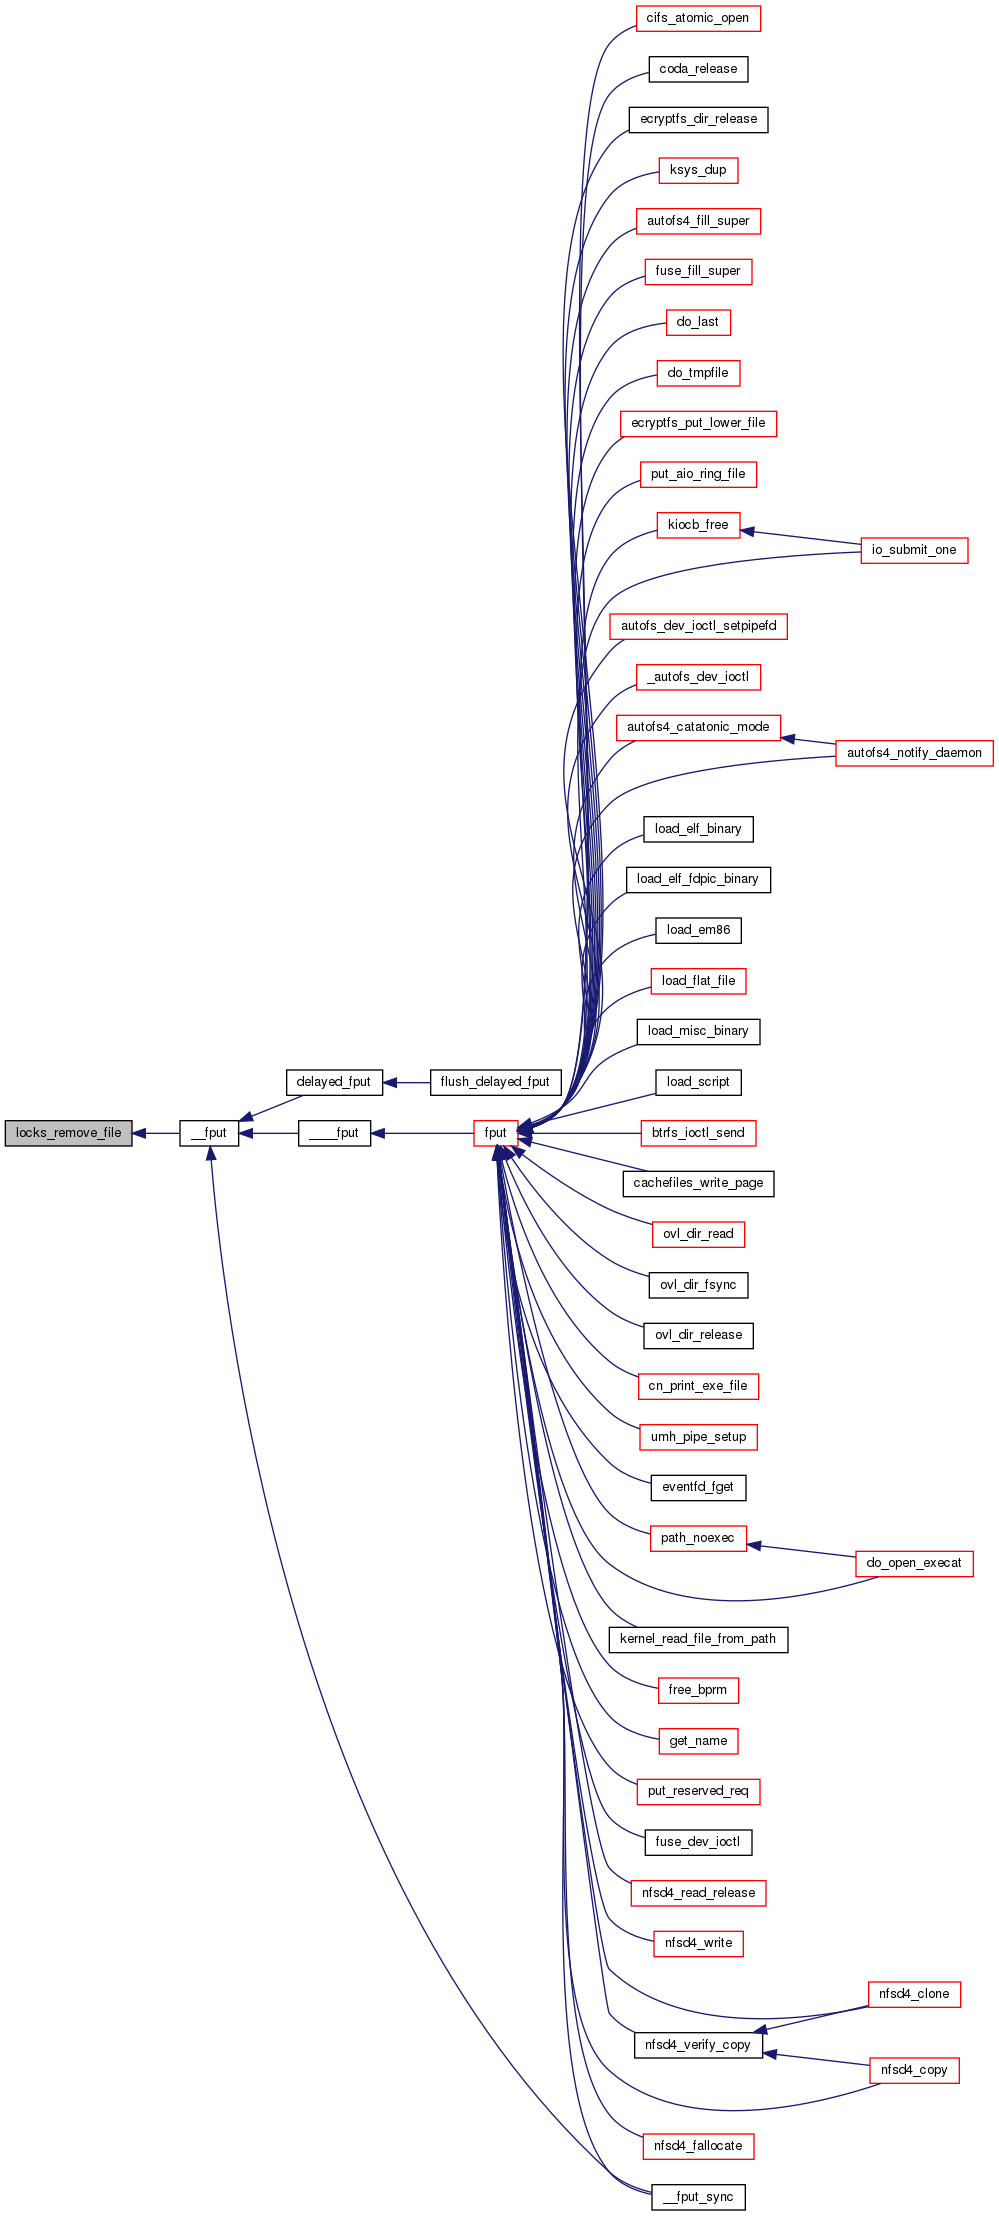 cifs_atomic_open
coda_release
ecryptfs_dir_release
ksys_dup
autofs4_fill_super
fuse_fill_super
do_last
do_tmpfile
ecryptfs_put_lower_file
put_aio_ring_file
kiocb_free
io_submit_one
autofs_dev_ioctl_setpipefd
_autofs_dev_ioctl
autofs4_catatonic_mode
autofs4_notify_daemon
load_elf_binary
load_elf_fdpic_binary
load_em86
load_flat_file
load_misc_binary
delayed_fput
flush_delayed_fput
load_script
locks_remove_file
__fput
____fput
fput
btrfs_ioctl_send
cachefiles_write_page
ovl_dir_read
ovl_dir_fsync
ovl_dir_release
cn_print_exe_file
umh_pipe_setup
eventfd_fget
path_noexec
do_open_execat
kernel_read_file_from_path
free_bprm
get_name
put_reserved_req
fuse_dev_ioctl
nfsd4_read_release
nfsd4_write
nfsd4_clone
nfsd4_verify_copy
nfsd4_copy
nfsd4_fallocate
__fput_sync